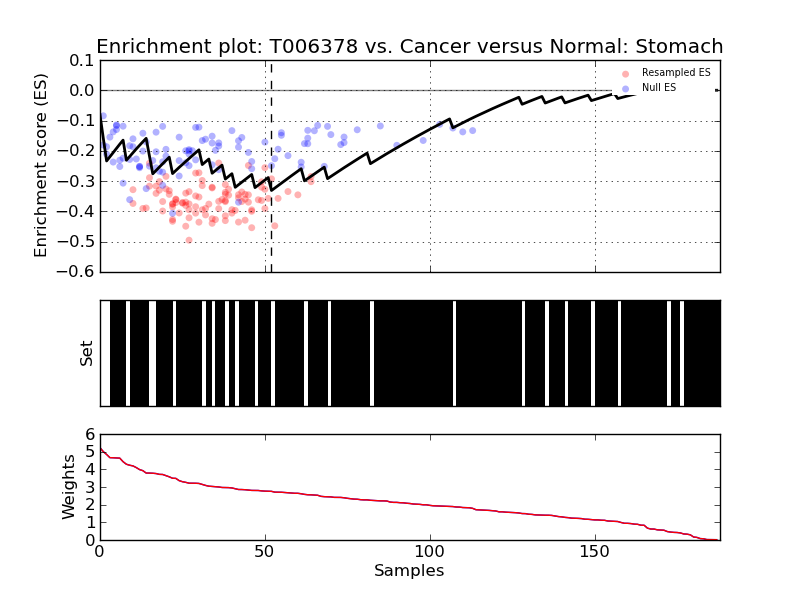 Enrichment plot: T006378 vs. Cancer versus Normal: Stomach
Enrichment score (ES)
0.1
0.0
−0.1
−0.2
−0.3
−0.4
−0.5
−0.6
Resampled ES
Null ES
Set
Weights
6
5
4
3
2
1
0
0 50 100 150
Samples